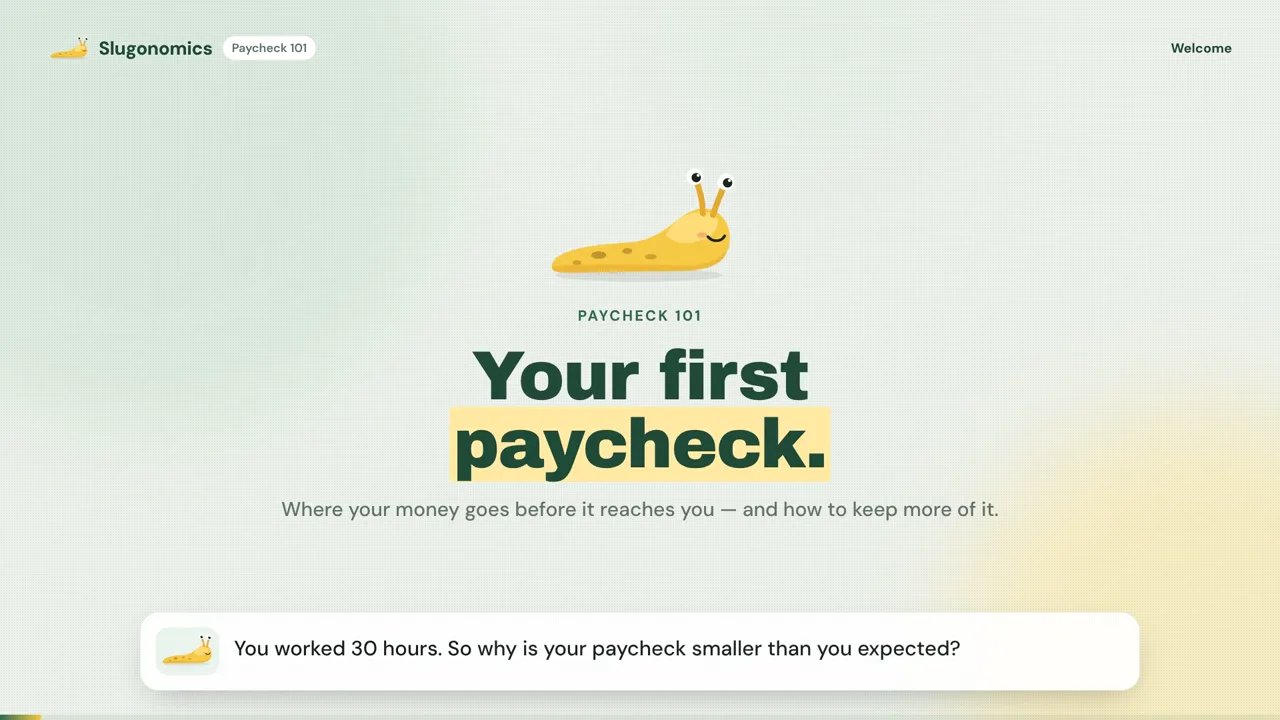 Slugonomics
Paycheck 101
Welcome
PAYCHECK 101
Your first
paycheck.
Where your money goes before it reaches you — and how to keep more of it.
You worked 30 hours. So why is your paycheck smaller than you expected?